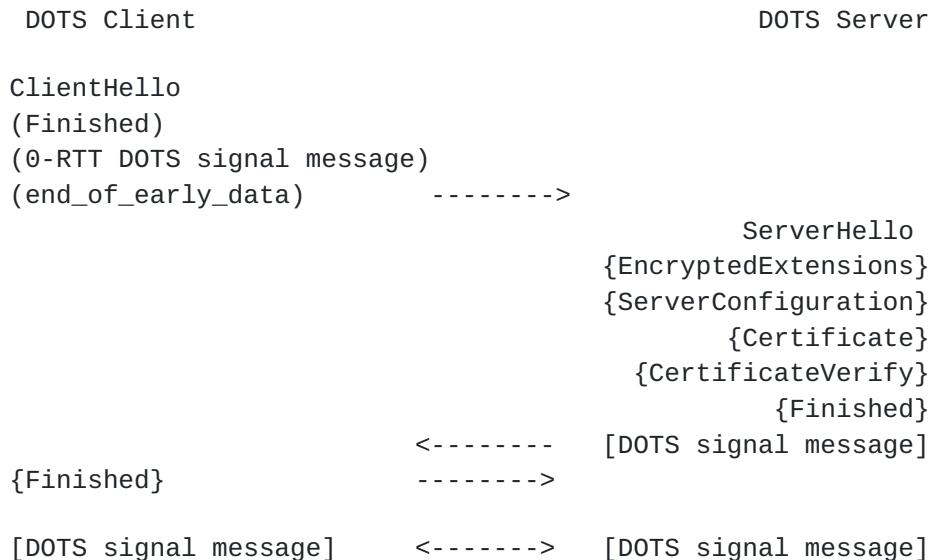 DOTS Client                                    DOTS Server
ClientHello
(Finished)
(0-RTT DOTS signal message)
(end_of_early_data)        -------->
ServerHello
{EncryptedExtensions}
{ServerConfiguration}
{Certificate}
{CertificateVerify}
{Finished}
<--------   [DOTS signal message]
{Finished}                -------->
[DOTS signal message]     <------->   [DOTS signal message]